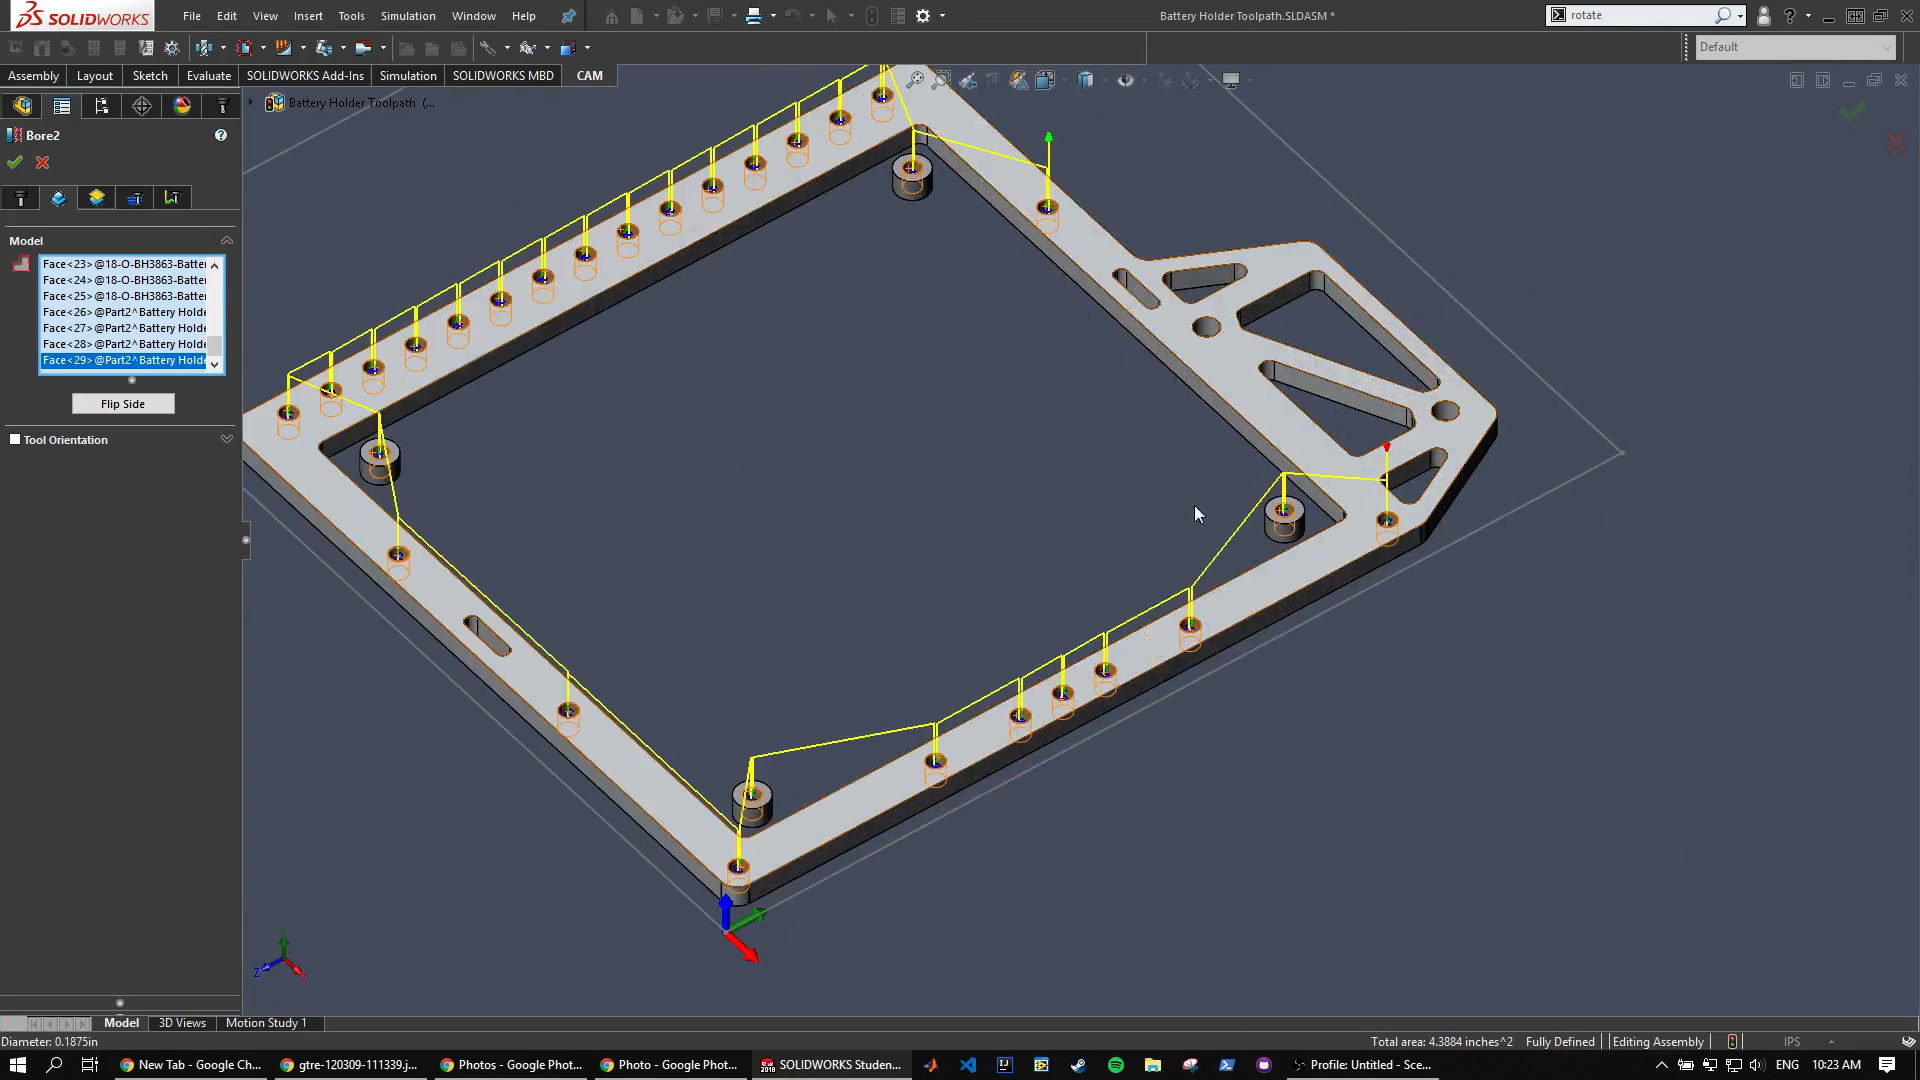 SOLIDWORKS
File Edit View Insert Tools Simulation Window Help
Battery Holder Toolpath.SLDASM *
rotate
?
Default
Assembly Layout Sketch Evaluate SOLIDWORKS Add-Ins Simulation SOLIDWORKS MBD CAM
Battery Holder Toolpath (...
Bore2
?
Model
Face<23>@18-O-BH3863-Batter
Face<24>@18-O-BH3863-Batter
Face<25>@18-O-BH3863-Batter
Face<26>@Part2^Battery Holde
Face<27>@Part2^Battery Holde
Face<28>@Part2^Battery Holde
Face<29>@Part2^Battery Holde
Flip Side
Tool Orientation
Model 3D Views Motion Study 1
Diameter: 0.1875in
Total area: 4.3884 inches^2 Fully Defined Editing Assembly IPS
New Tab - Google Ch...
gtre-120309-111339.j...
Photos - Google Phot...
Photo - Google Phot...
SOLIDWORKS Studen...
Profile: Untitled - Sce...
ENG
10:23 AM